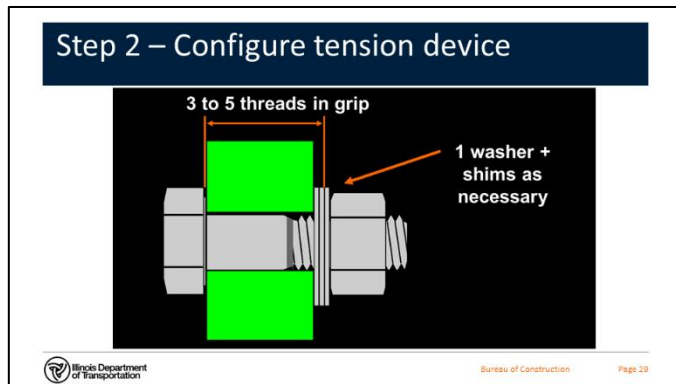 Step 2 – Configure tension device
3 to 5 threads in grip
1 washer +
shims as
necessary
Illinois Department
of Transportation
Bureau of Construction
Page 29